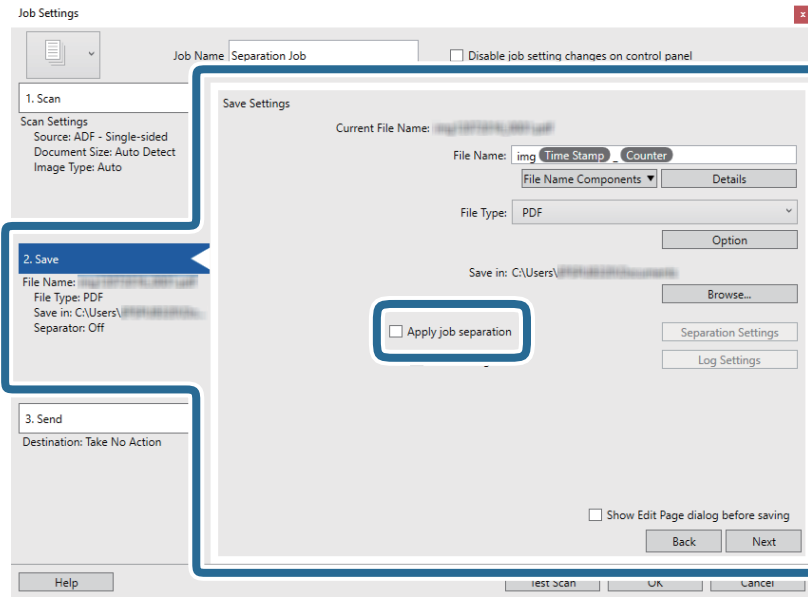 Job Settings
x
Job Name Separation Job
Disable job setting changes on control panel
1. Scan
Scan Settings
Source: ADF - Single-sided
Document Size: Auto Detect
Image Type: Auto
2. Save
File Name:
File Type: PDF
Save in: C:\Users\
Separator: Off
3. Send
Destination: Take No Action
Save Settings
Current File Name:
File Name: img Time Stamp _ Counter
File Name Components ▼ Details
File Type: PDF
Option
Save in: C:\Users\
Browse...
Apply job separation
Separation Settings
Log Settings
Show Edit Page dialog before saving
Back Next
Help Test Scan OK Cancel